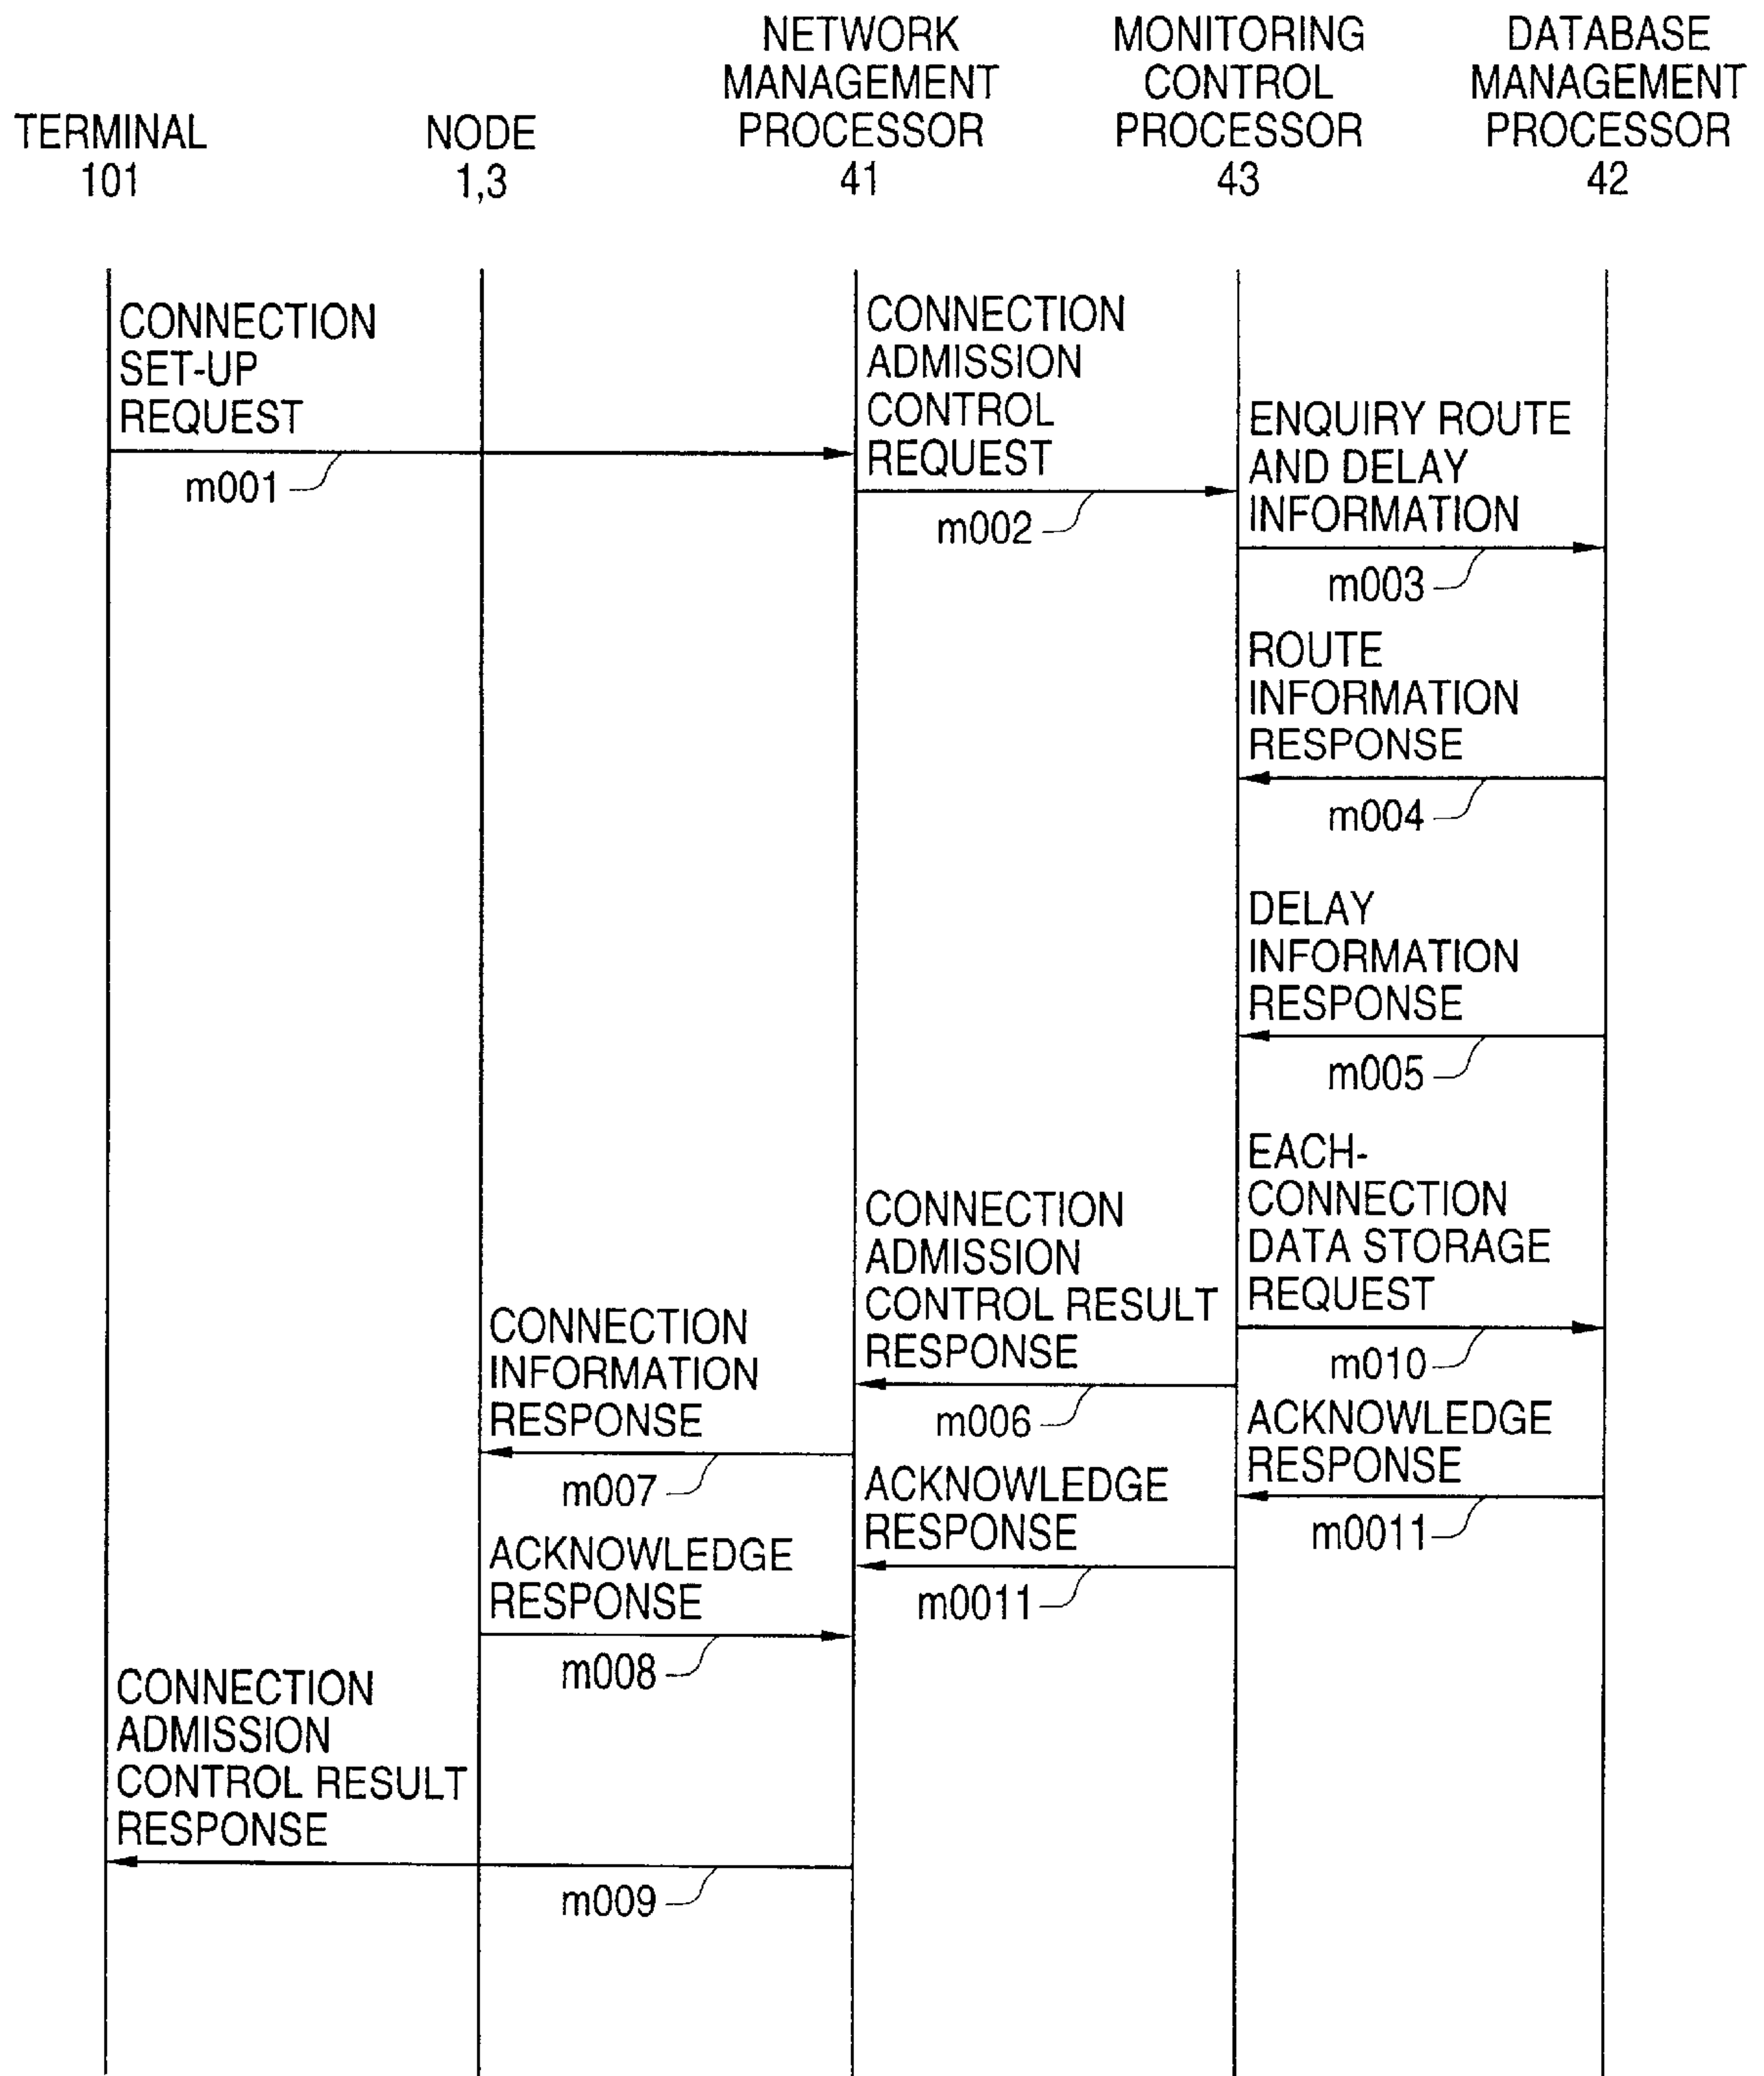 TERMINAL
101
NODE
1,3
NETWORK
MANAGEMENT
PROCESSOR
41
MONITORING
CONTROL
PROCESSOR
43
DATABASE
MANAGEMENT
PROCESSOR
42
CONNECTION
SET-UP
REQUEST
m001
CONNECTION
ADMISSION
CONTROL
REQUEST
m002
ENQUIRY ROUTE
AND DELAY
INFORMATION
m003
ROUTE
INFORMATION
RESPONSE
m004
DELAY
INFORMATION
RESPONSE
m005
EACH-
CONNECTION
DATA STORAGE
REQUEST
m010
CONNECTION
ADMISSION
CONTROL RESULT
RESPONSE
m006
CONNECTION
INFORMATION
RESPONSE
m007
ACKNOWLEDGE
RESPONSE
m0011
ACKNOWLEDGE
RESPONSE
m0011
ACKNOWLEDGE
RESPONSE
m008
CONNECTION
ADMISSION
CONTROL RESULT
RESPONSE
m009